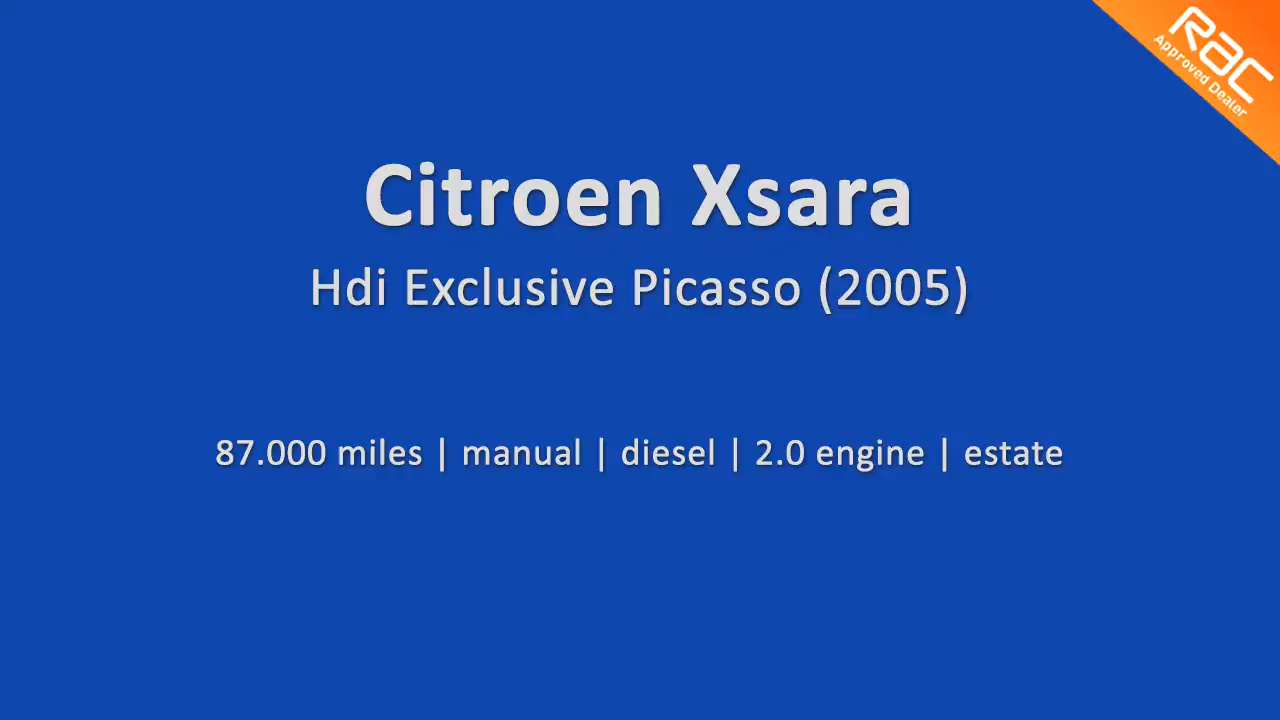 RAC
Approved Dealer
Citroen Xsara
Hdi Exclusive Picasso (2005)
87.000 miles | manual | diesel | 2.0 engine | estate